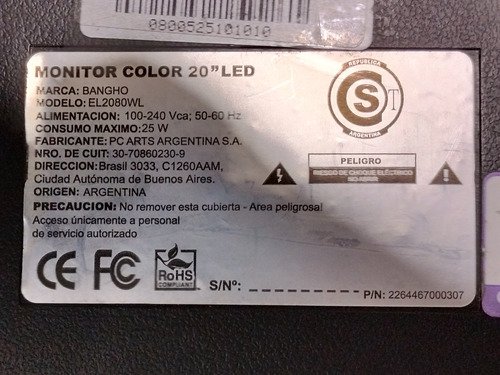 0800525101010
MONITOR COLOR 20" LED
MARCA: BANGHO
MODELO: EL2080WL
ALIMENTACION: 100-240 Vca; 50-60 Hz
CONSUMO MAXIMO:25 W
FABRICANTE: PC ARTS ARGENTINA S.A.
NRO. DE CUIT: 30-70860230-9
DIRECCION:Brasil 3033, C1260AAM,
Ciudad Autónoma de Buenos Aires.
ORIGEN: ARGENTINA
PRECAUCION: No remover esta cubierta - Area peligrosa!
Acceso únicamente a personal
de servicio autorizado
REPUBLICA
S T
ARGENTINA
PELIGRO
RIESGO DE CHOQUE ELÉCTRICO
NO ABRIR
CE FC RoHS
COMPLIANT
S/Nº:
P/N: 2264467000307